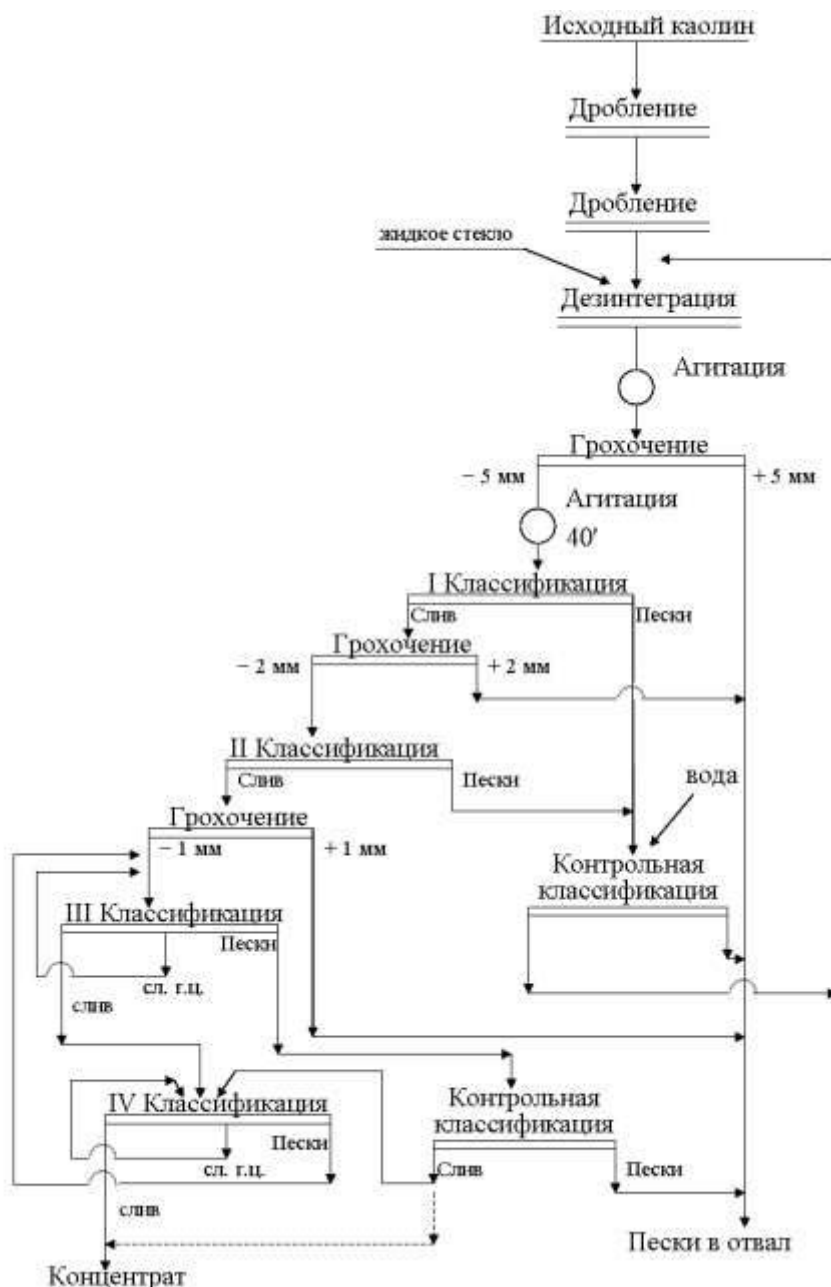 Исходный каолин
Дробление
Дробление
жидкое стекло
Дезинтеграция
Агитация
Грохочение
− 5 мм
+ 5 мм
Агитация
40′
I Классификация
Слив
Пески
Грохочение
− 2 мм
+ 2 мм
II Классификация
Слив
Пески
вода
Грохочение
− 1 мм
+ 1 мм
Контрольная
классификация
III Классификация
Пески
сл. г.ц.
слив
IV Классификация
Пески
сл. г.ц.
слив
Контрольная
классификация
Слив
Пески
Концентрат
Пески в отвал